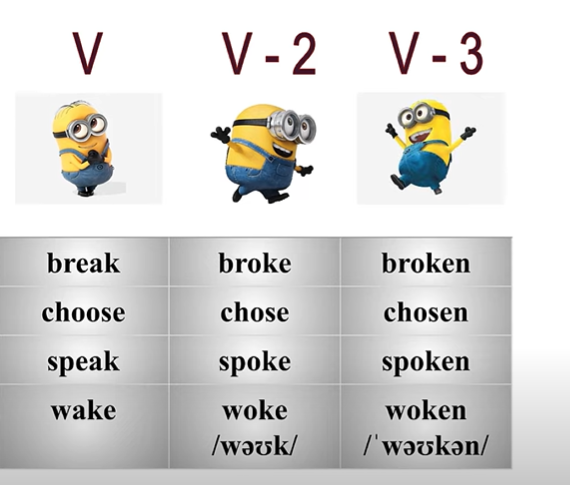 V V - 2 V - 3
break broke broken
choose chose chosen
speak spoke spoken
wake woke woken
/wəʊk/ /ˈwəʊkən/